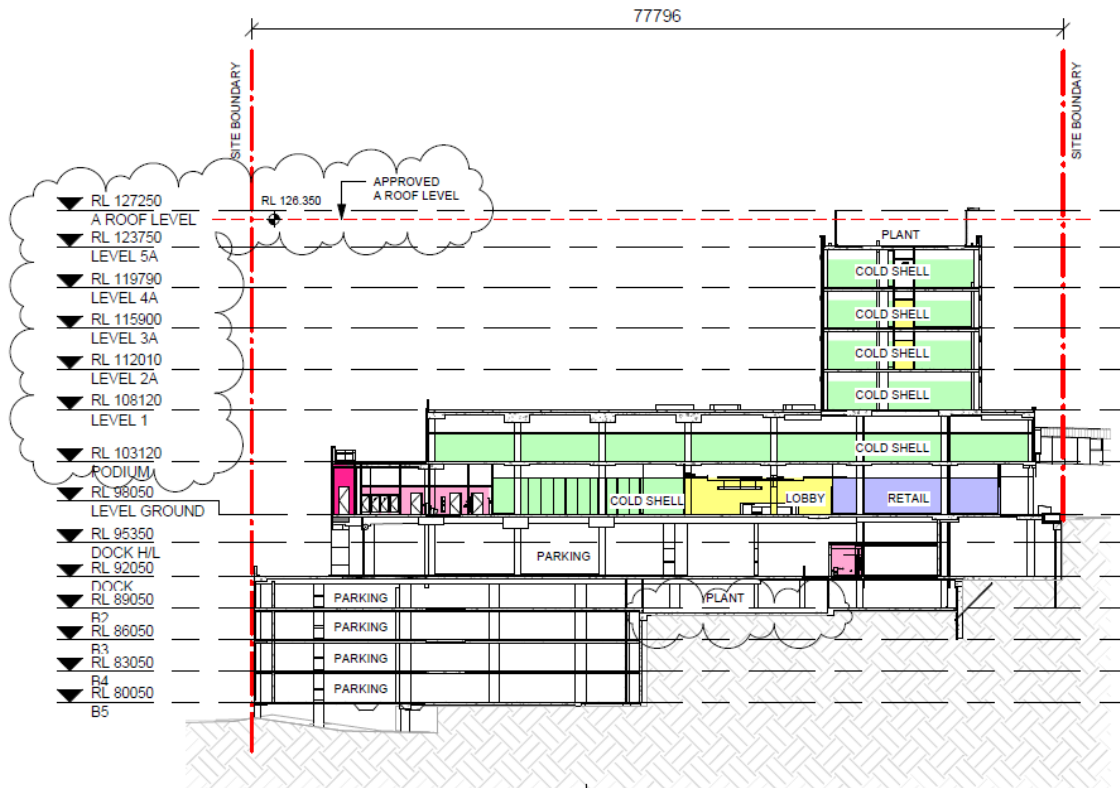 77796
SITE BOUNDARY
SITE BOUNDARY
APPROVED
A ROOF LEVEL
RL 126.350
RL 127250
A ROOF LEVEL
RL 123750
LEVEL 5A
RL 119790
LEVEL 4A
RL 115900
LEVEL 3A
RL 112010
LEVEL 2A
RL 108120
LEVEL 1
RL 103120
PODIUM
RL 98050
LEVEL GROUND
RL 95350
DOCK H/L
RL 92050
DOCK
RL 89050
B2
RL 86050
B3
RL 83050
B4
RL 80050
B5
PLANT
COLD SHELL
COLD SHELL
COLD SHELL
COLD SHELL
COLD SHELL
COLD SHELL
LOBBY
RETAIL
PARKING
PARKING
PLANT
PARKING
PARKING
PARKING